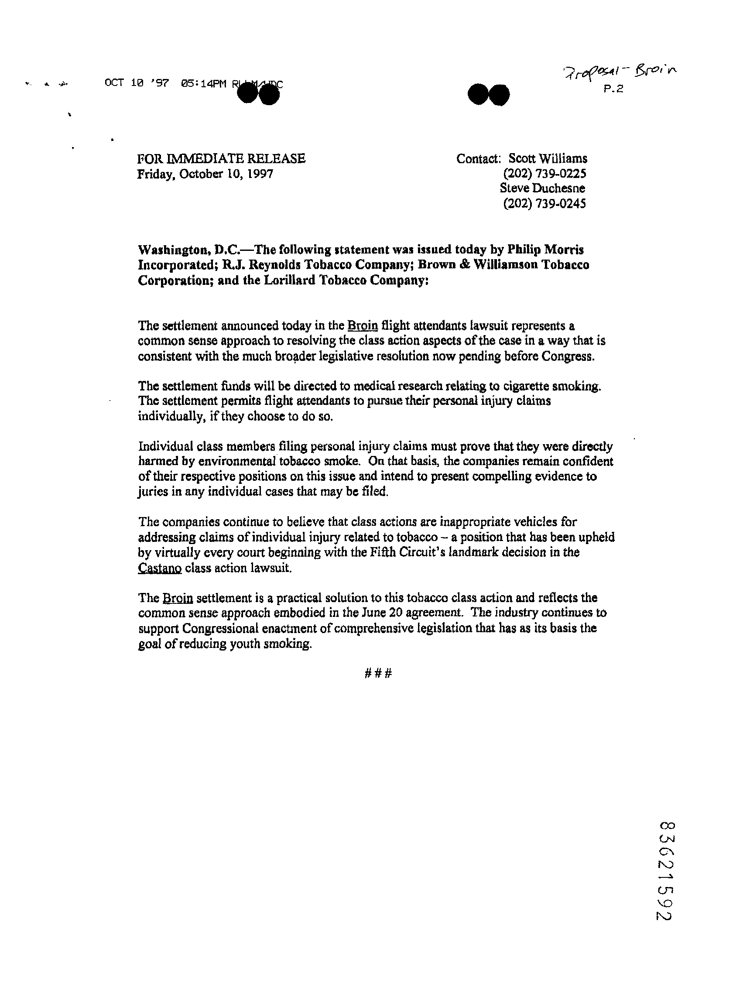 Proposal - Broin
OCT 10 '97 05:14PM
P.2
FOR IMMEDIATE RELEASE
Friday, October 10, 1997
Contact: Scott Williams
(202) 739-0225
Steve Duchesne
(202) 739-0245
Washington, D.C.—The following statement was issued today by Philip Morris
Incorporated; R.J. Reynolds Tobacco Company; Brown & Williamson Tobacco
Corporation; and the Lorillard Tobacco Company:
The settlement announced today in the Broin flight attendants lawsuit represents a
common sense approach to resolving the class action aspects of the case in a way that is
consistent with the much broader legislative resolution now pending before Congress.
The settlement funds will be directed to medical research relating to cigarette smoking.
The settlement permits flight attendants to pursue their personal injury claims
individually, if they choose to do so.
Individual class members filing personal injury claims must prove that they were directly
harmed by environmental tobacco smoke. On that basis, the companies remain confident
of their respective positions on this issue and intend to present compelling evidence to
juries in any individual cases that may be filed.
The companies continue to believe that class actions are inappropriate vehicles for
addressing claims of individual injury related to tobacco – a position that has been upheld
by virtually every court beginning with the Fifth Circuit's landmark decision in the
Castano class action lawsuit.
The Broin settlement is a practical solution to this tobacco class action and reflects the
common sense approach embodied in the June 20 agreement. The industry continues to
support Congressional enactment of comprehensive legislation that has as its basis the
goal of reducing youth smoking.
# # #
83621592